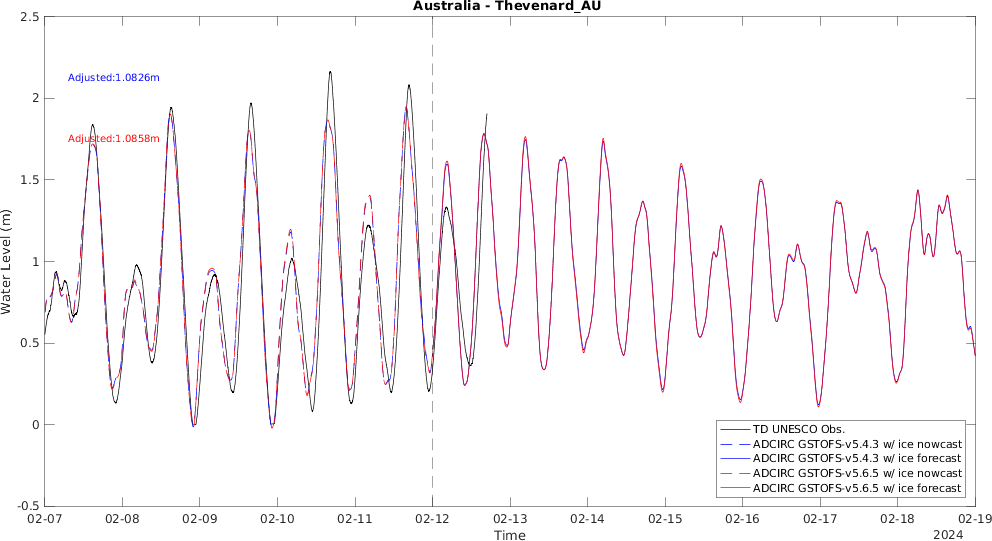 Australia - Thevenard_AU
2.5
2
1.5
1
0.5
0
-0.5
Water Level (m)
Adjusted:1.0826m
Adjusted:1.0858m
TD UNESCO Obs.
ADCIRC GSTOFS-v5.4.3 w/ ice nowcast
ADCIRC GSTOFS-v5.4.3 w/ ice forecast
ADCIRC GSTOFS-v5.6.5 w/ ice nowcast
ADCIRC GSTOFS-v5.6.5 w/ ice forecast
02-07 02-08 02-09 02-10 02-11 02-12 02-13 02-14 02-15 02-16 02-17 02-18 02-19
Time
2024